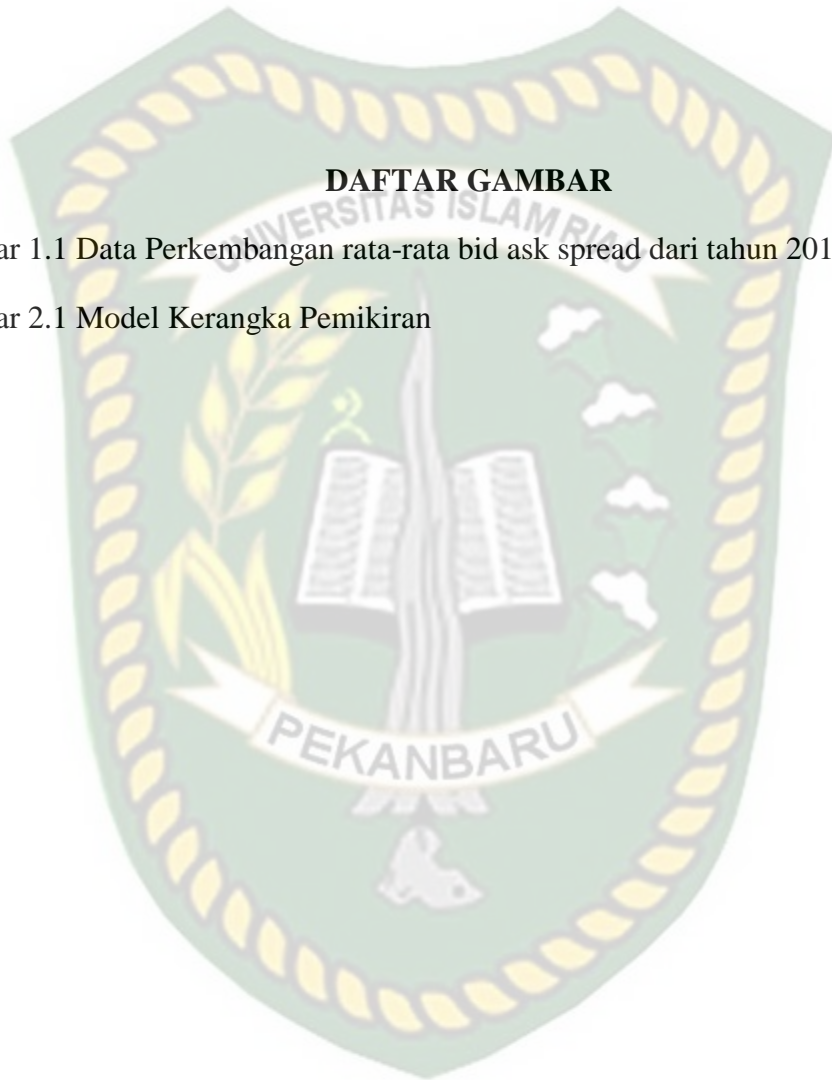 DAFTAR GAMBAR
UNIVERSITAS ISLAM RIAU
ar 1.1 Data Perkembangan rata-rata bid ask spread dari tahun 201
ar 2.1 Model Kerangka Pemikiran
PEKANBARU